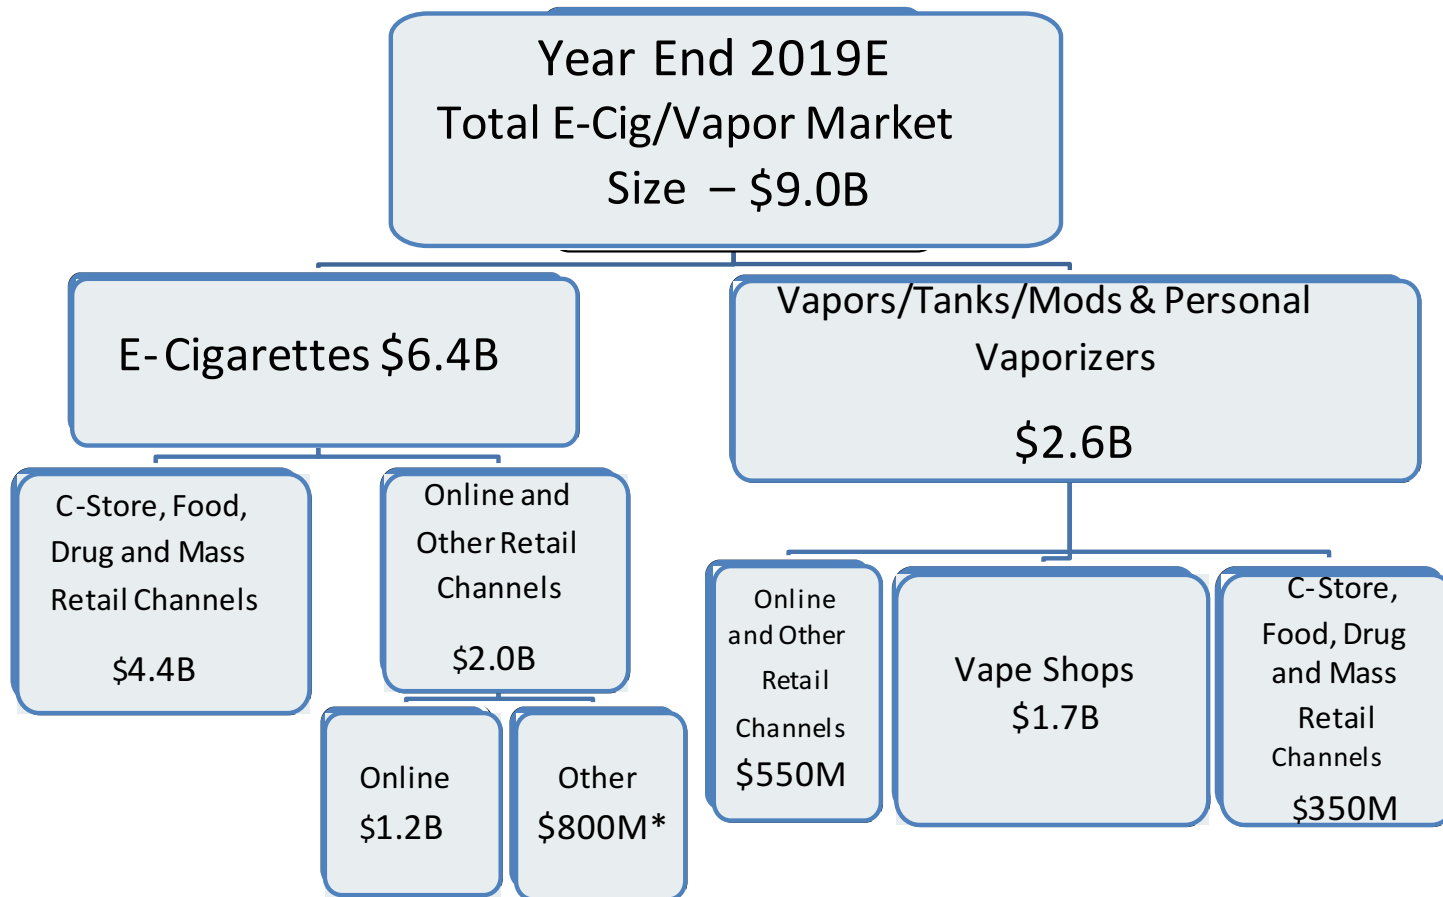 Year End 2019E
Total E-Cig/Vapor Market
Size – $9.0B
E-Cigarettes $6.4B
Vapors/Tanks/Mods & Personal
Vaporizers
$2.6B
C-Store, Food,
Drug and Mass
Retail Channels
$4.4B
Online and
Other Retail
Channels
$2.0B
Online
$1.2B
Other
$800M*
Online
and Other
Retail
Channels
$550M
Vape Shops
$1.7B
C-Store,
Food, Drug
and Mass
Retail
Channels
$350M